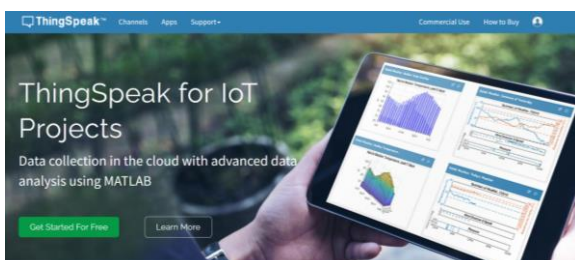 ThingSpeak™ Channels Apps Support Commercial Use How to Buy
ThingSpeak for IoT
Projects
Data collection in the cloud with advanced data
analysis using MATLAB
Get Started For Free Learn More